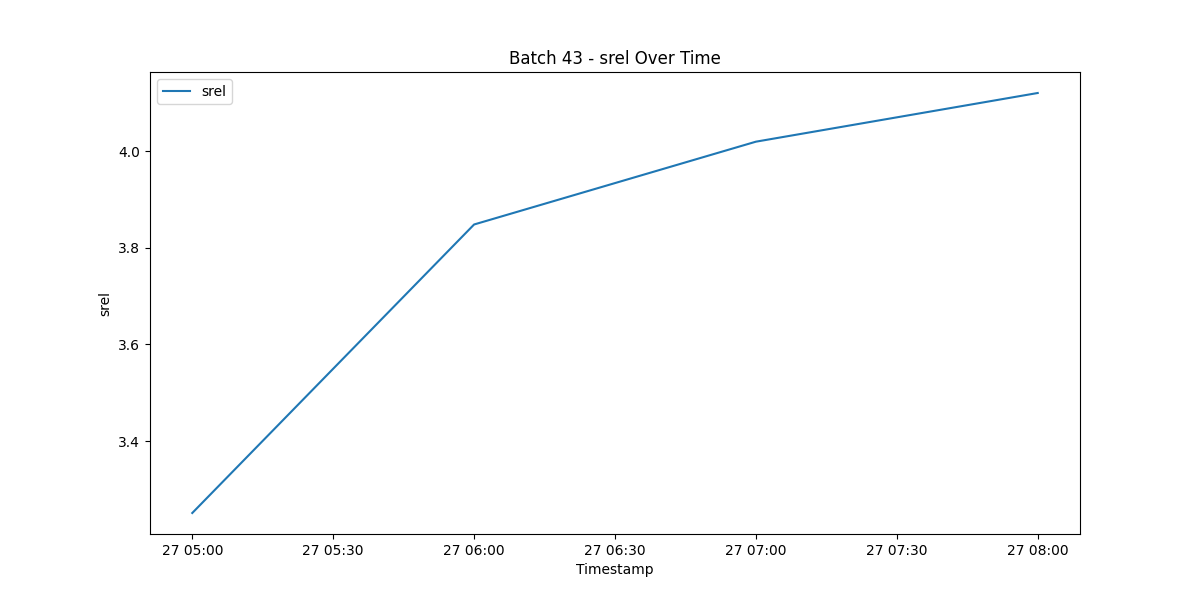 Batch 43 - srel Over Time
srel
4.0
3.8
3.6
3.4
srel
27 05:00 27 05:30 27 06:00 27 06:30 27 07:00 27 07:30 27 08:00
Timestamp